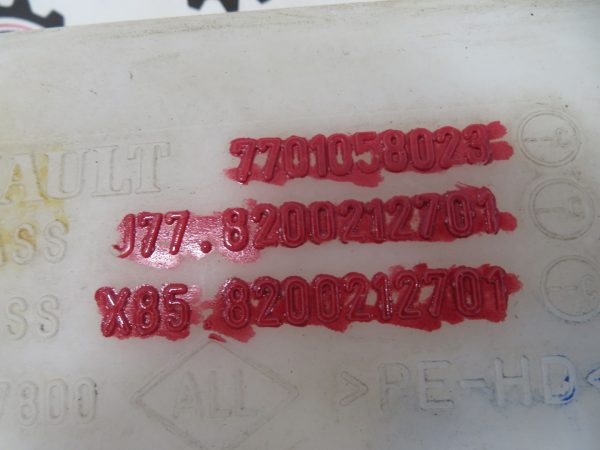 7701058023
AULT
J77.8200212701
SS
X85 8200212701
SS
7800 ALL >PE-HD<